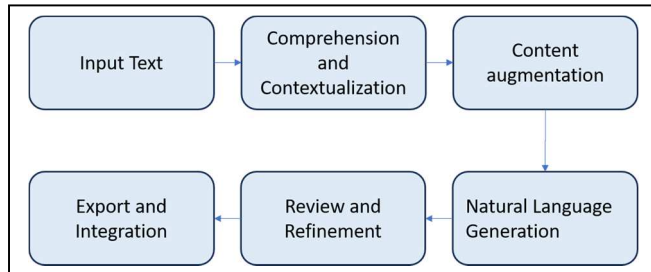 Input Text
Comprehension
and
Contextualization
Content
augmentation
Natural Language
Generation
Review and
Refinement
Export and
Integration